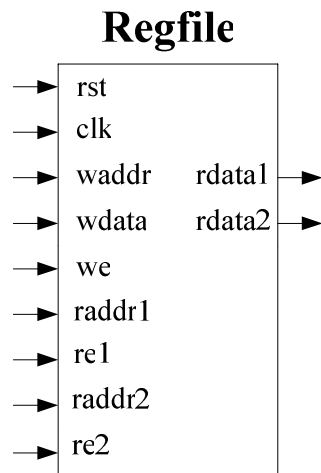 Regfile
rst
clk
waddr rdata1
wdata rdata2
we
raddr1
re1
raddr2
re2